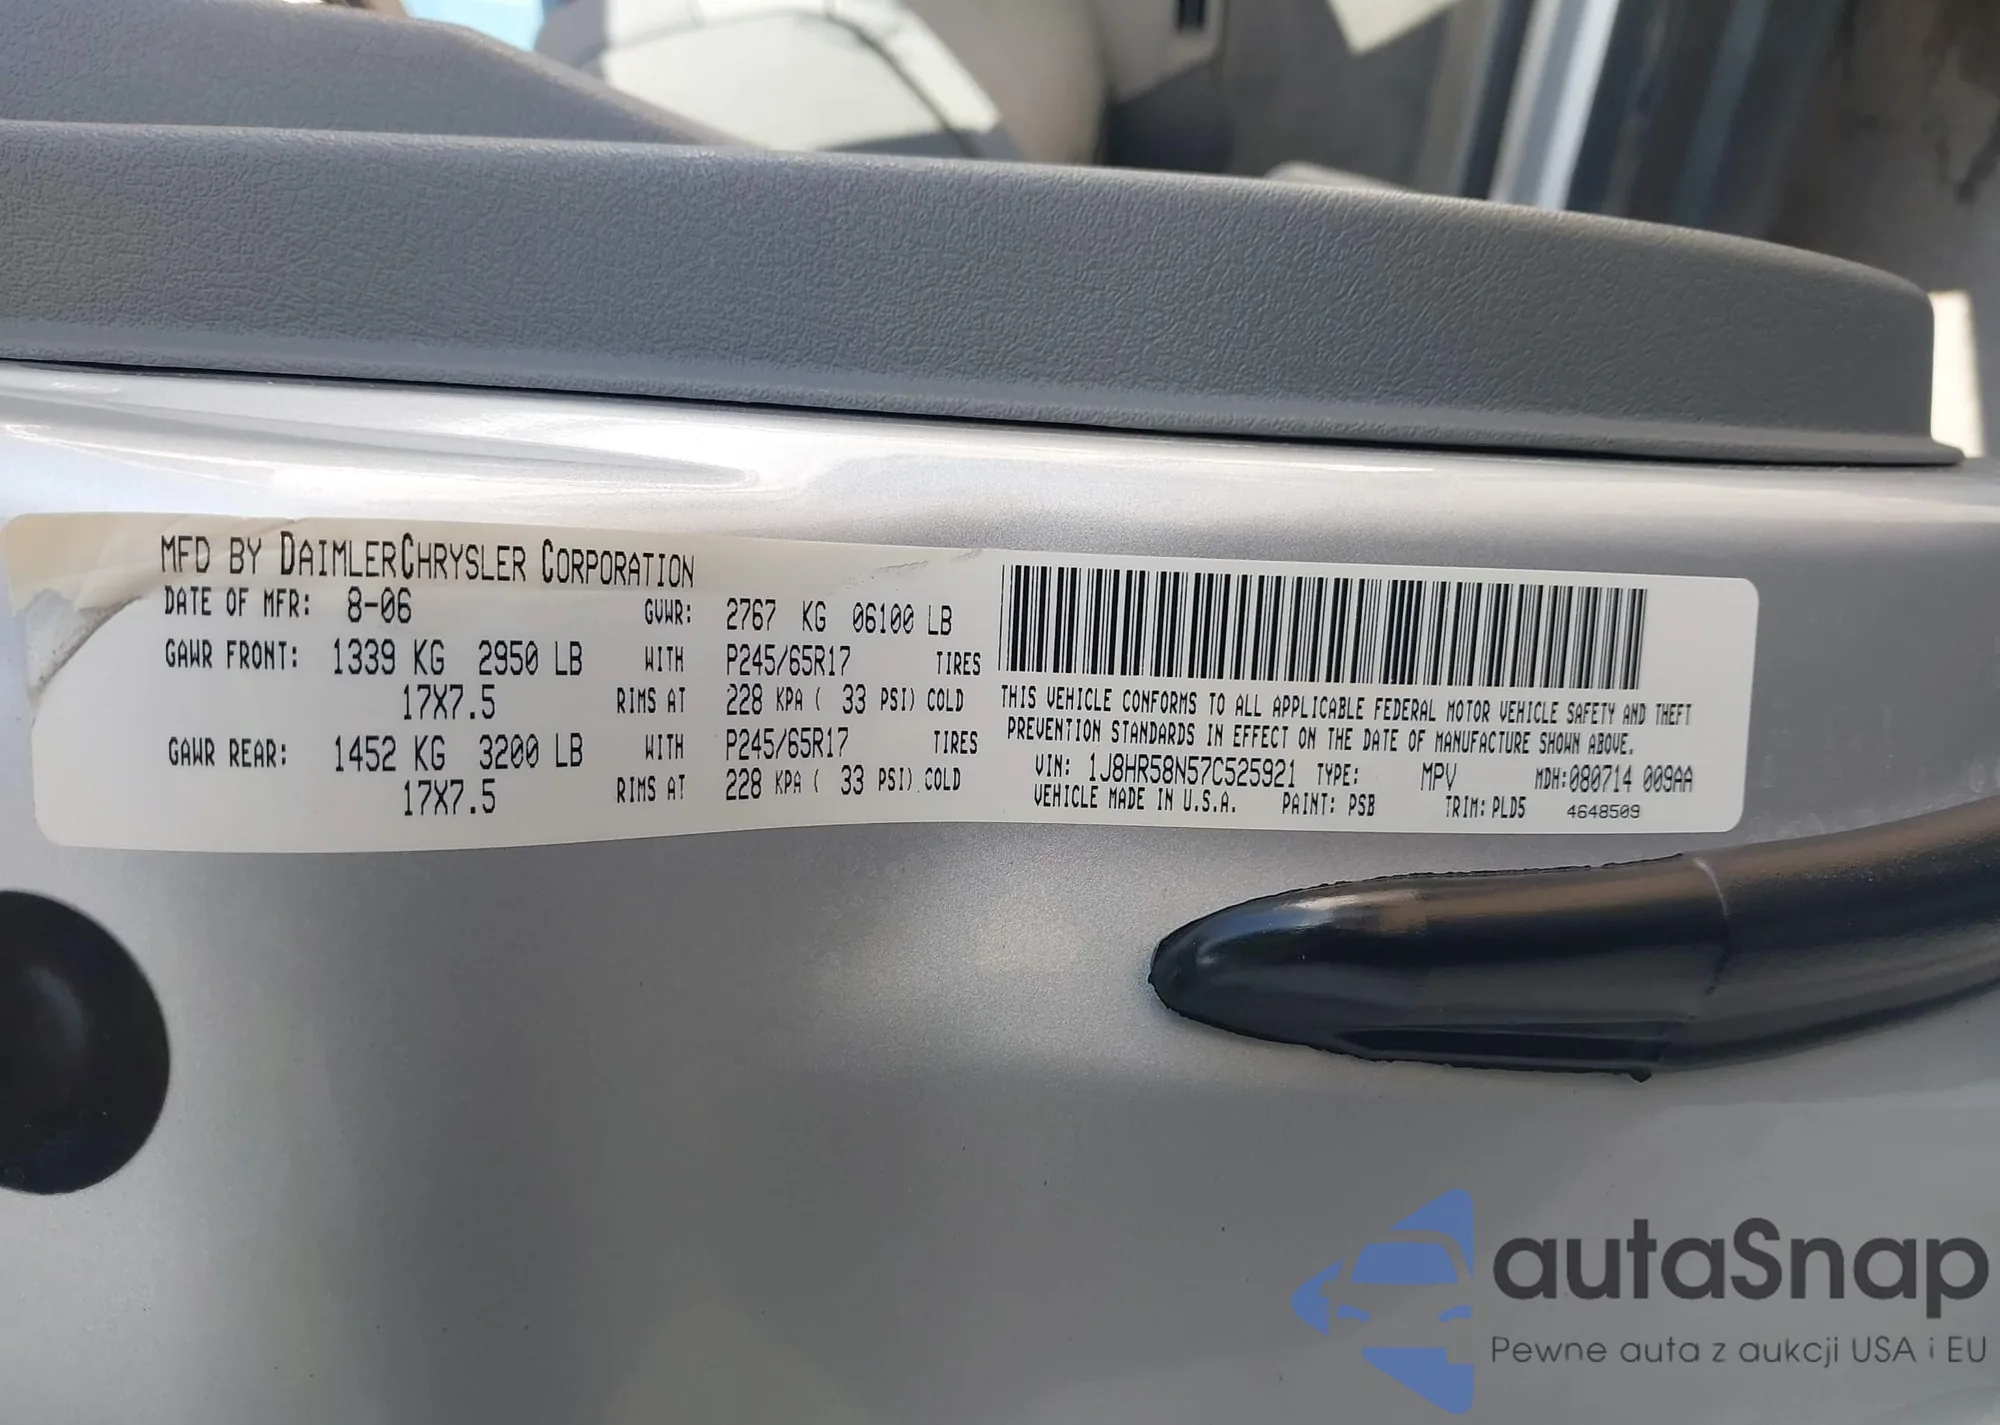 MFD BY DAIMLERCHRYSLER CORPORATION
DATE OF MFR: 8-06 GVWR: 2767 KG 06100 LB
GAWR FRONT: 1339 KG 2950 LB WITH P245/65R17 TIRES
17X7.5 RIMS AT 228 KPA ( 33 PSI) COLD
GAWR REAR: 1452 KG 3200 LB WITH P245/65R17 TIRES
17X7.5 RIMS AT 228 KPA ( 33 PSI) COLD
THIS VEHICLE CONFORMS TO ALL APPLICABLE FEDERAL MOTOR VEHICLE SAFETY AND THEFT
PREVENTION STANDARDS IN EFFECT ON THE DATE OF MANUFACTURE SHOWN ABOVE.
VIN: 1J8HR58N57C525921 TYPE: MPV MDH:080714 009AA
VEHICLE MADE IN U.S.A. PAINT: PSB TRIM: PLD5 4648509
autaSnap
Pewne auta z aukcji USA i EU